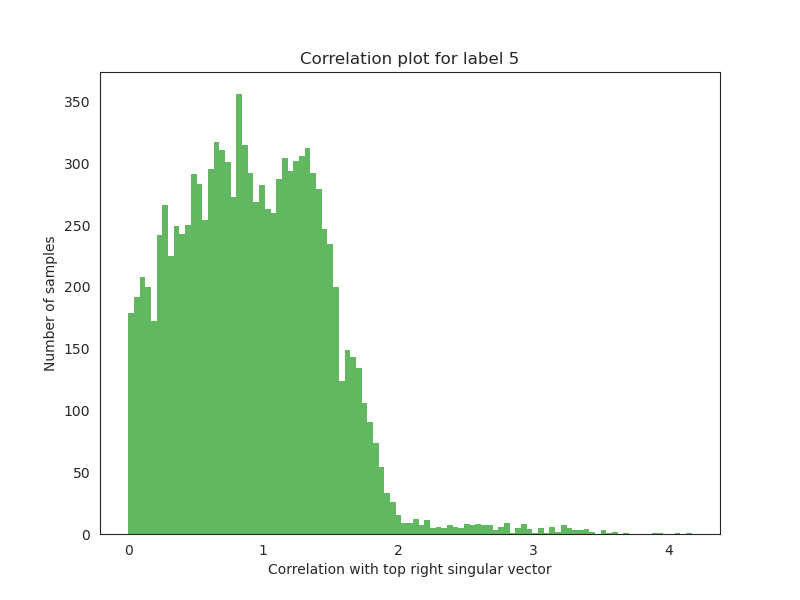 Correlation plot for label 5
Number of samples
350
300
250
200
150
100
50
0
0 1 2 3 4
Correlation with top right singular vector